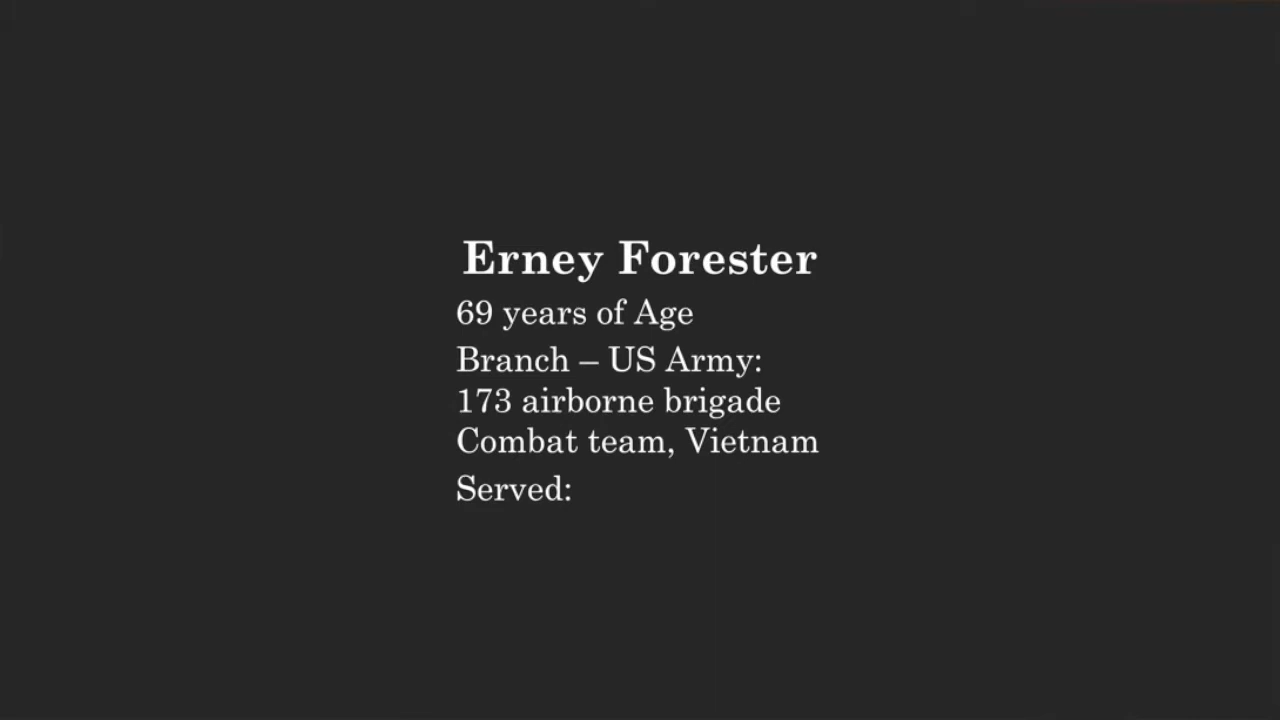 Erney Forester
69 years of Age
Branch – US Army:
173 airborne brigade
Combat team, Vietnam
Served: